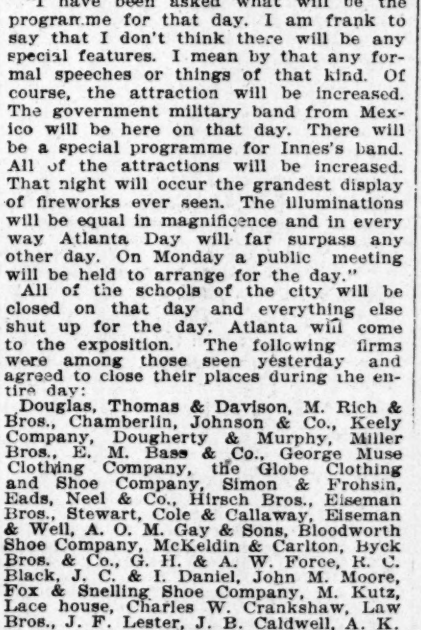 I have been asked what will be the
programme for that day. I am frank to
say that I don't think there will be any
special features. I mean by that any for-
mal speeches or things of that kind. Of
course, the attraction will be increased.
The government military band from Mex-
ico will be here on that day. There will
be a special programme for Innes's band.
All of the attractions will be increased.
That night will occur the grandest display
of fireworks ever seen. The illuminations
will be equal in magnificence and in every
way Atlanta Day will far surpass any
other day. On Monday a public meeting
will be held to arrange for the day."
All of the schools of the city will be
closed on that day and everything else
shut up for the day. Atlanta will come
to the exposition. The following firms
were among those seen yesterday and
agreed to close their places during the en-
tire day:
Douglas, Thomas & Davison, M. Rich &
Bros., Chamberlin, Johnson & Co., Keely
Company, Dougherty & Murphy, Miller
Bros., E. M. Bass & Co., George Muse
Clothing Company, the Globe Clothing
and Shoe Company, Simon & Frohsin,
Eads, Neel & Co., Hirsch Bros., Eiseman
Bros., Stewart, Cole & Callaway, Eiseman
& Weil, A. O. M. Gay & Sons, Bloodworth
Shoe Company, McKeldin & Carlton, Byck
Bros. & Co., G. H. & A. W. Force, R. C.
Black, J. C. & I. Daniel, John M. Moore,
Fox & Snelling Shoe Company, M. Kutz,
Lace house, Charles W. Crankshaw, Law
Bros., J. F. Lester, J. B. Caldwell, A. K.